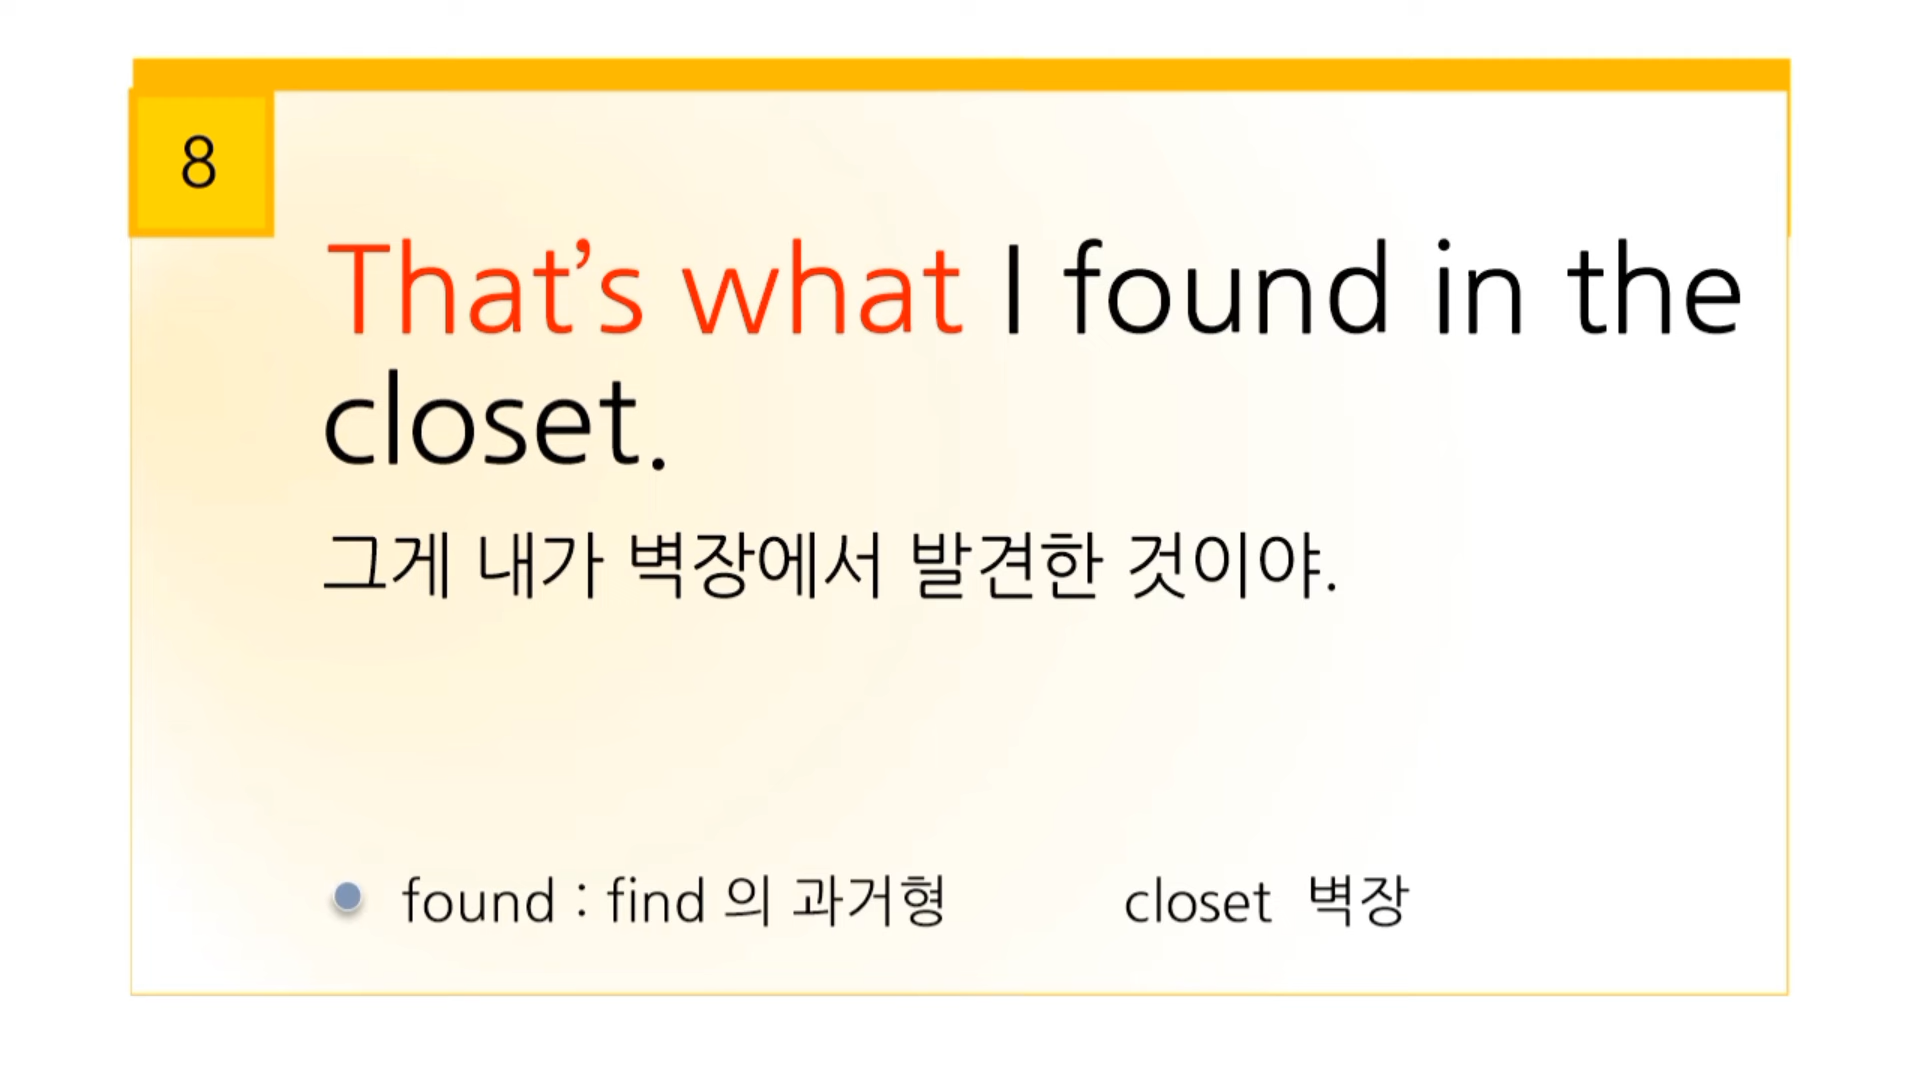 8
That’s what I found in the
closet.
그게 내가 벽장에서 발견한 것이야.
found : find 의 과거형 closet 벽장